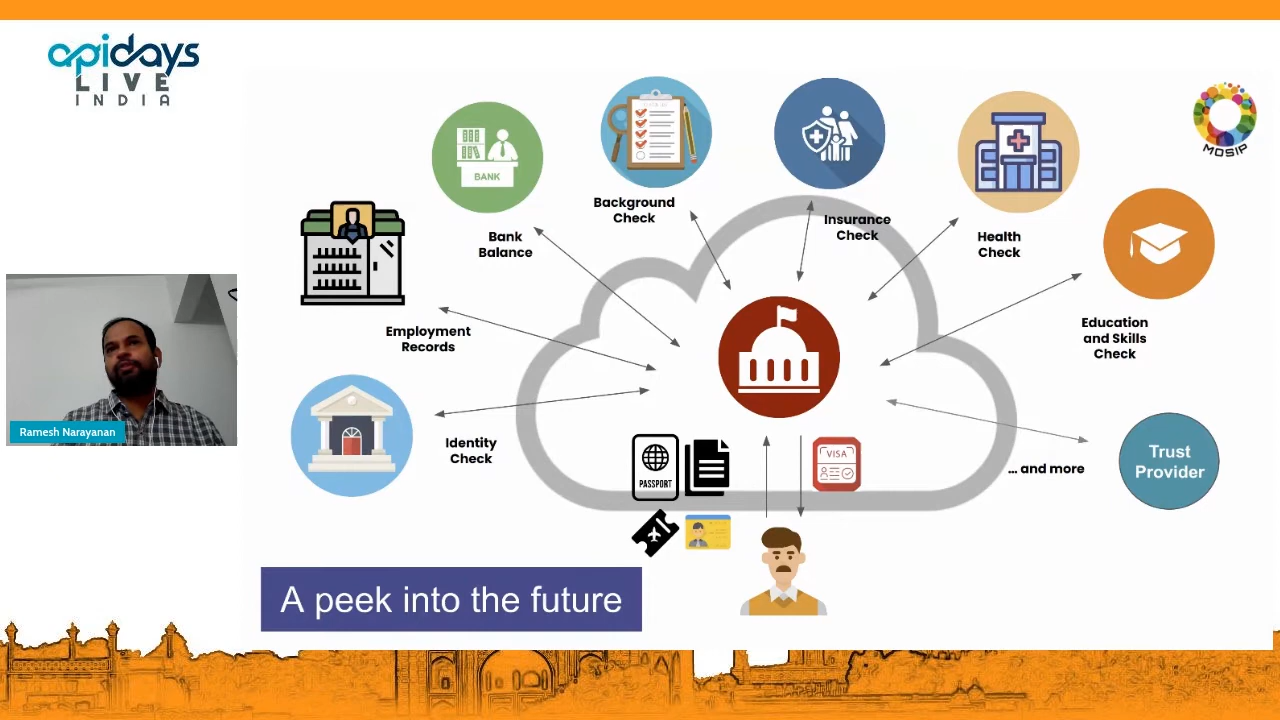 apidays
LIVE
INDIA
MOSIP
BANK
Background
Check
Insurance
Check
Bank
Balance
Health
Check
Employment
Records
Education
and Skills
Check
Identity
Check
PASSPORT
VISA
... and more
Trust
Provider
Ramesh Narayanan
A peek into the future